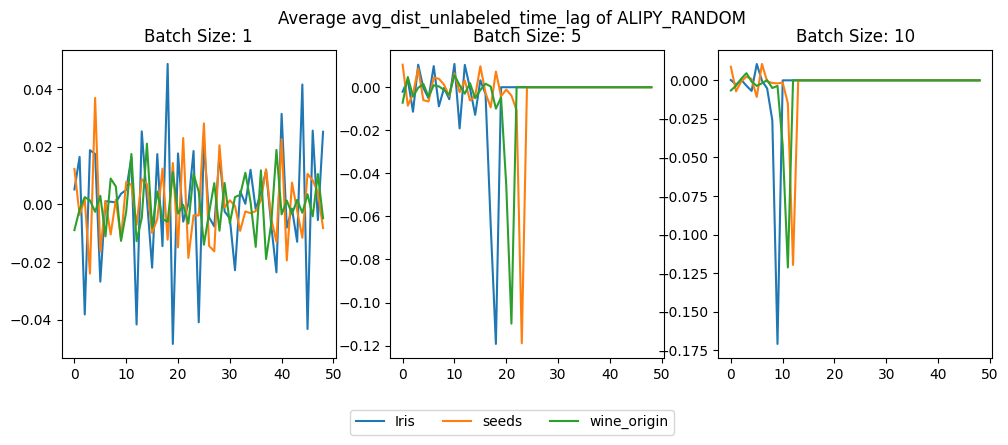 Average avg_dist_unlabeled_time_lag of ALIPY_RANDOM
Batch Size: 1
Batch Size: 5
Batch Size: 10
0.04
0.02
0.00
−0.02
−0.04
0 10 20 30 40 50
0.00
−0.02
−0.04
−0.06
−0.08
−0.10
−0.12
0 10 20 30 40 50
0.000
−0.025
−0.050
−0.075
−0.100
−0.125
−0.150
−0.175
0 10 20 30 40 50
Iris seeds wine_origin